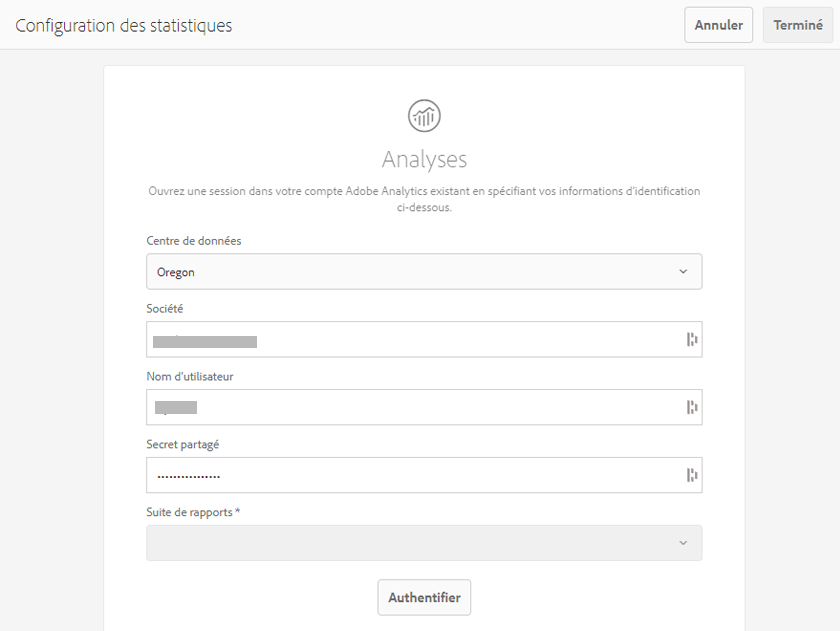 Configuration des statistiques
Annuler
Terminé
Analyses
Ouvrez une session dans votre compte Adobe Analytics existant en spécifiant vos informations d'identification
ci-dessous.
Centre de données
Oregon
Société
Nom d'utilisateur
Secret partagé
................
Suite de rapports *
Authentifier